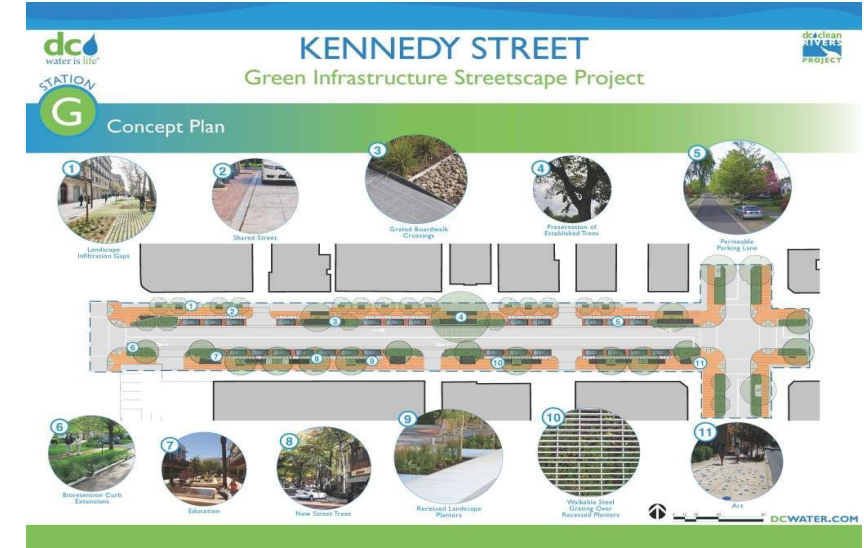 dc
water is life
KENNEDY STREET
Green Infrastructure Streetscape Project
dc clean
RIVERS
PROJECT
STATION
G
Concept Plan
1
Landscape
Infiltration Gaps
2
Shared Street
3
Grated Boardwalk
Crossings
4
Preservation of
Established Trees
5
Permeable
Parking Lane
1
2
3
4
5
6
7
8
9
10
11
6
Bioretention Curb
Extensions
7
Education
8
New Street Trees
9
Recessed Landscape
Planters
10
Walkable Steel
Grating Over
Recessed Planters
11
Art
DCWATER.COM